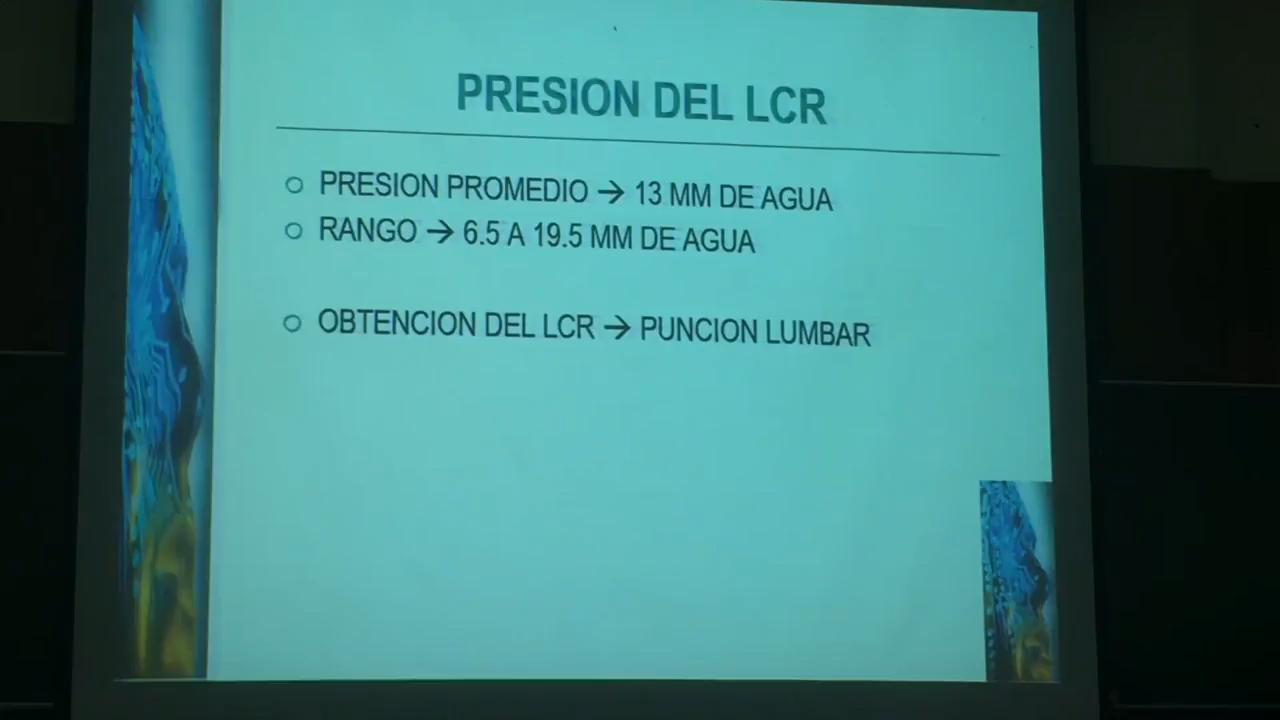 PRESION DEL LCR
PRESION PROMEDIO → 13 MM DE AGUA
RANGO → 6.5 A 19.5 MM DE AGUA
OBTENCION DEL LCR → PUNCION LUMBAR